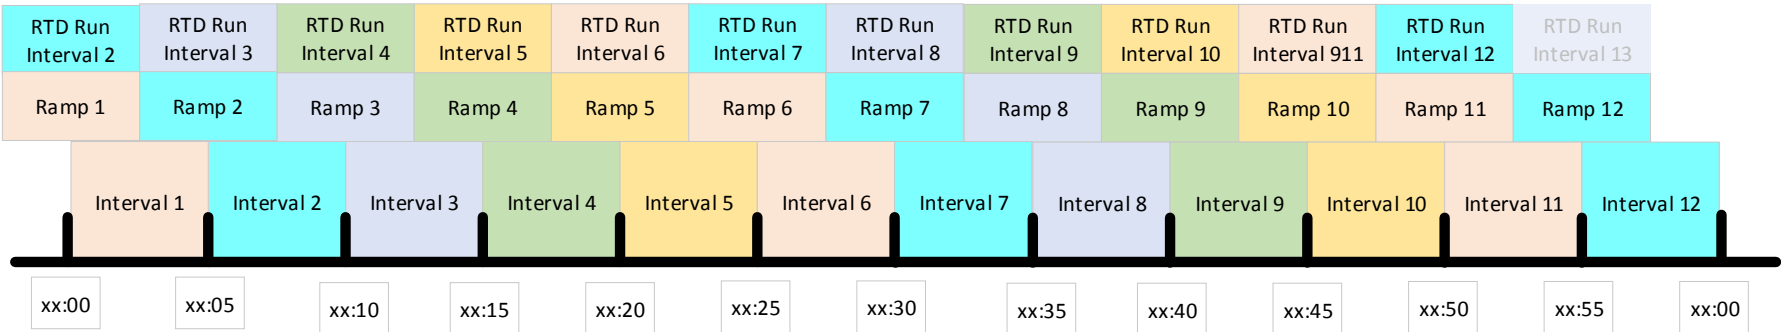 RTD Run
Interval 2
RTD Run
Interval 3
RTD Run
Interval 4
RTD Run
Interval 5
RTD Run
Interval 6
RTD Run
Interval 7
RTD Run
Interval 8
RTD Run
Interval 9
RTD Run
Interval 10
RTD Run
Interval 911
RTD Run
Interval 12
RTD Run
Interval 13
Ramp 1
Ramp 2
Ramp 3
Ramp 4
Ramp 5
Ramp 6
Ramp 7
Ramp 8
Ramp 9
Ramp 10
Ramp 11
Ramp 12
Interval 1
Interval 2
Interval 3
Interval 4
Interval 5
Interval 6
Interval 7
Interval 8
Interval 9
Interval 10
Interval 11
Interval 12
xx:00
xx:05
xx:10
xx:15
xx:20
xx:25
xx:30
xx:35
xx:40
xx:45
xx:50
xx:55
xx:00